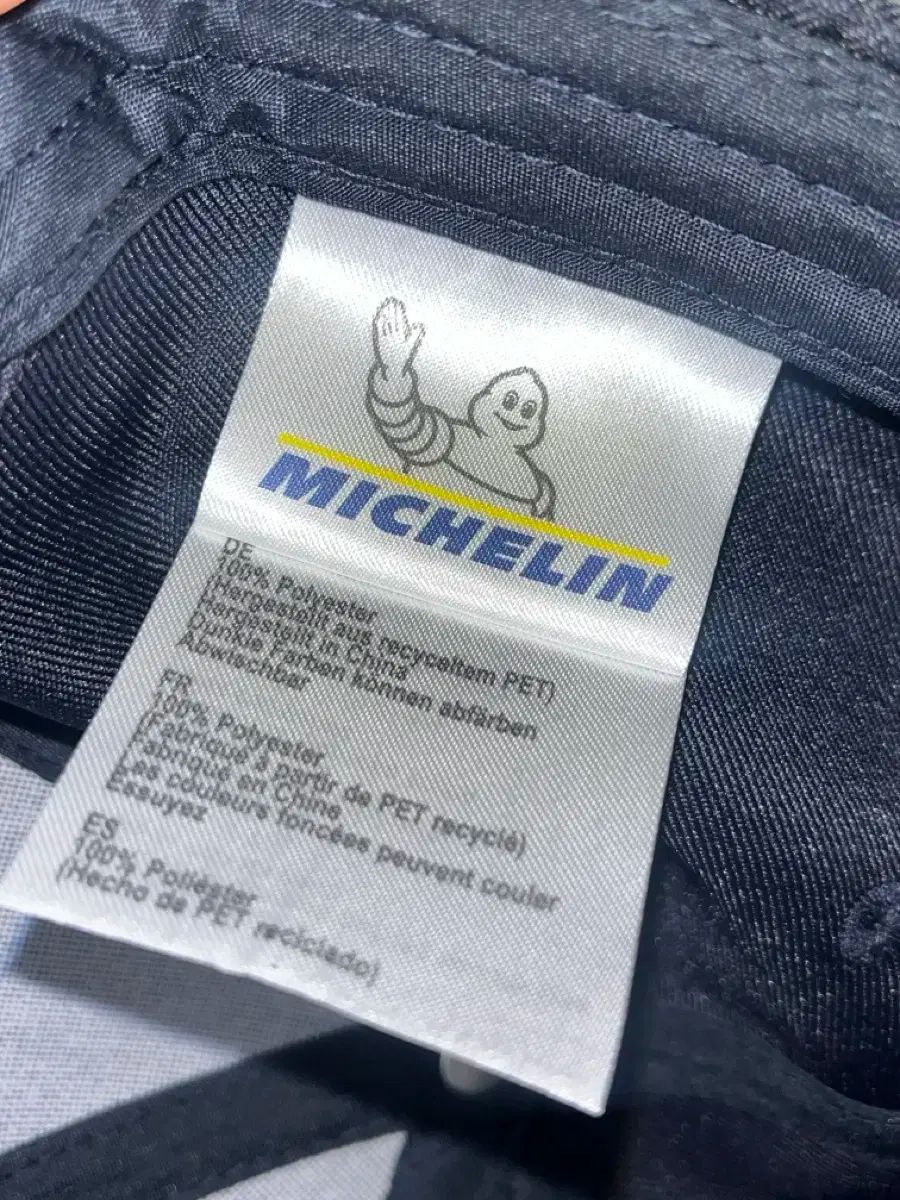 MICHELIN
DE
100% Polyester
(Hergestellt aus recyceltem PET)
Hergestellt in China
Dunkle Farben können abfärben
Abwischbar
FR
100% Polyester
(Fabriqué à partir de PET recyclé)
Fabriqué en Chine
Las couleurs foncées peuvent couler
Essuyez
ES
100% Poliéster
(Hecho de PET reciclado)